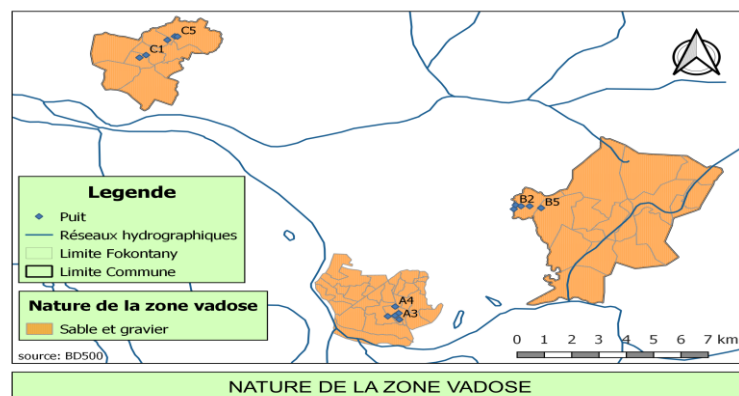 C5
C1
B2 B5
A4
A3
Legende
Puit
Réseaux hydrographiques
Limite Fokontany
Limite Commune
Nature de la zone vadose
Sable et gravier
source: BD500
0 1 2 3 4 5 6 7 km
NATURE DE LA ZONE VADOSE